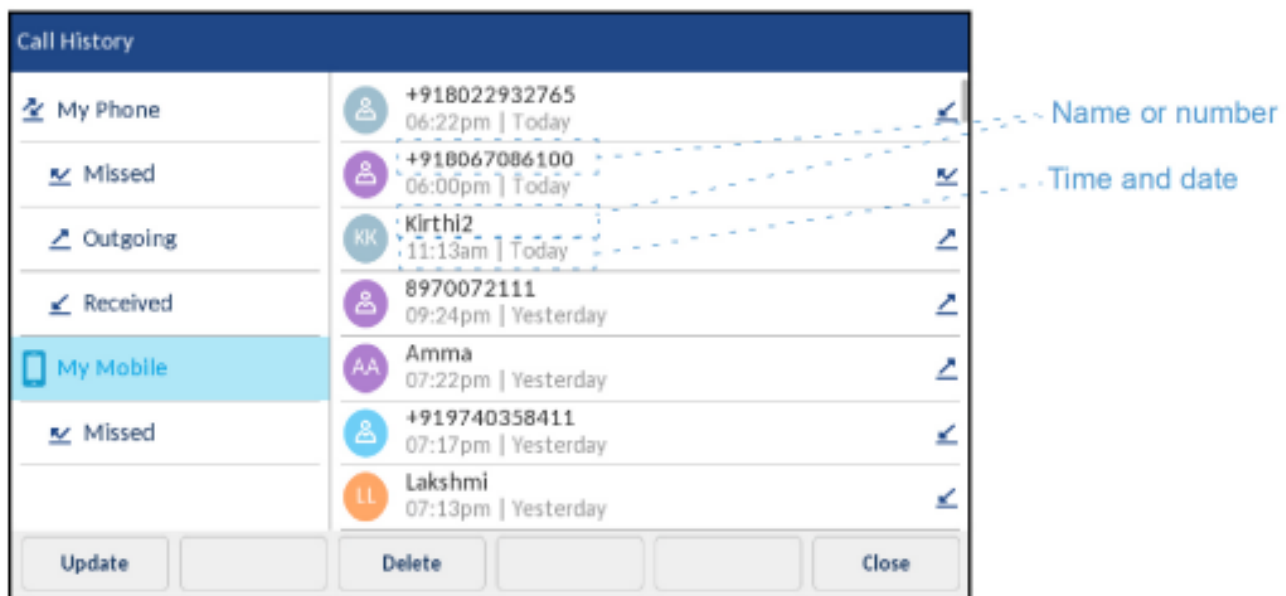 Call History
My Phone
Missed
Outgoing
Received
My Mobile
Missed
+918022932765
06:22pm | Today
+918067086100
06:00pm | Today
KK
Kirthi2
11:13am | Today
8970072111
09:24pm | Yesterday
AA
Amma
07:22pm | Yesterday
+919740358411
07:17pm | Yesterday
LL
Lakshmi
07:13pm | Yesterday
Name or number
Time and date
Update
Delete
Close